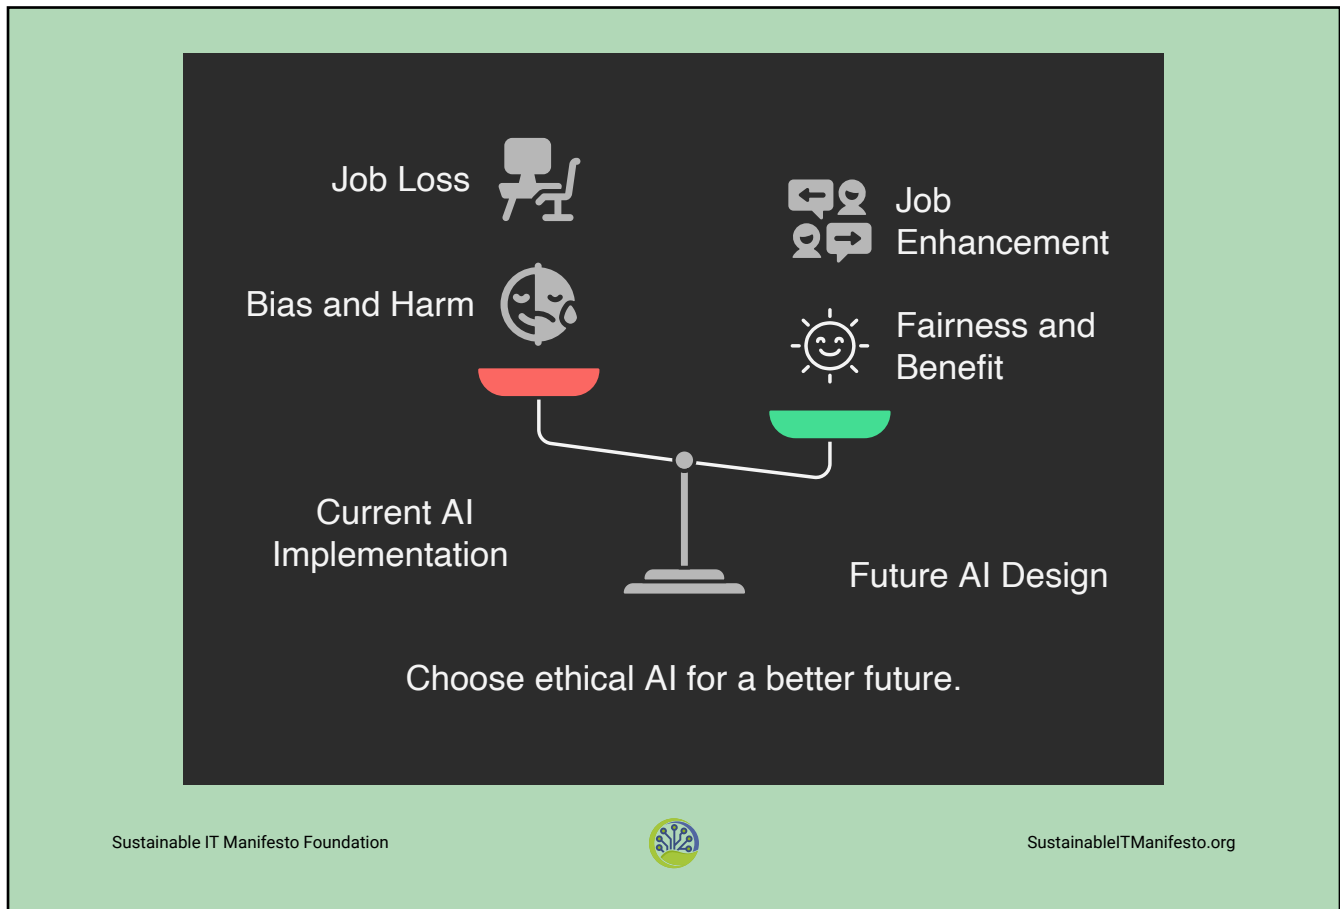 Job Loss
Bias and Harm
Job
Enhancement
Fairness and
Benefit
Current AI
Implementation
Future AI Design
Choose ethical AI for a better future.
Sustainable IT Manifesto Foundation
SustainableITManifesto.org